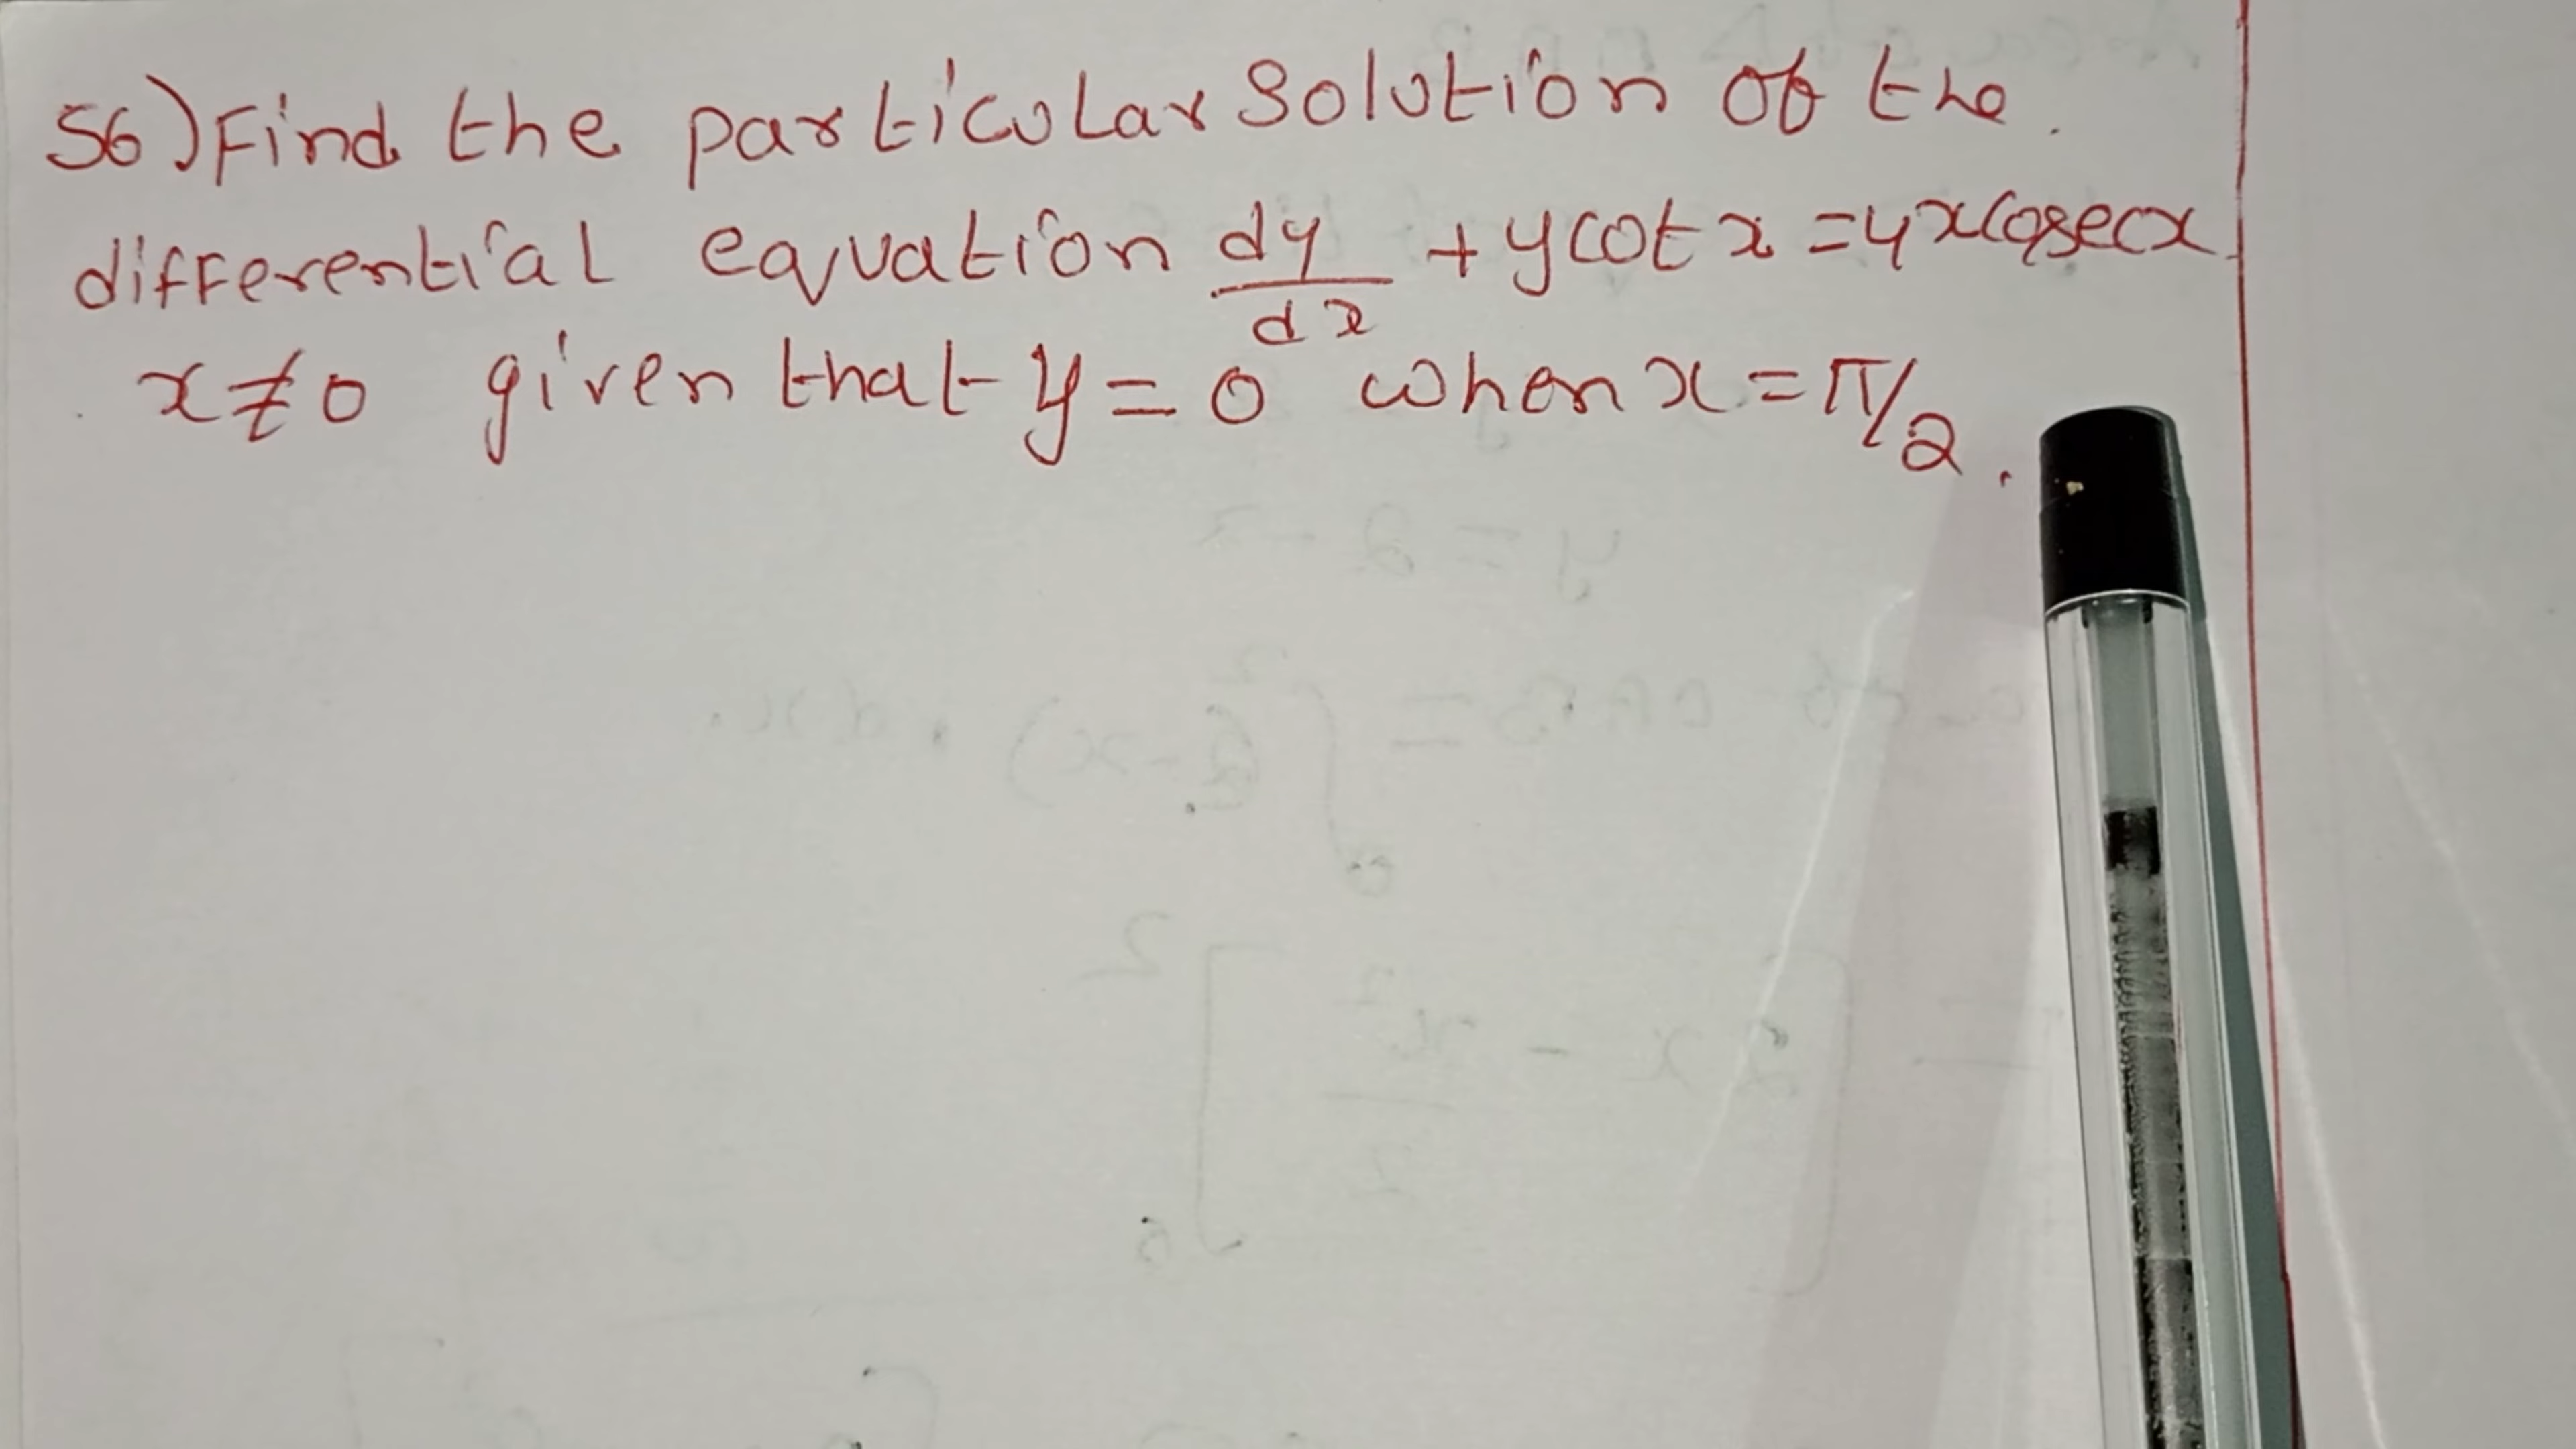 56) Find the particular solution of the
differential equation dy/dx + y cot x = 4x cosec x
x ≠ 0 given that y = 0 when x = π/2.